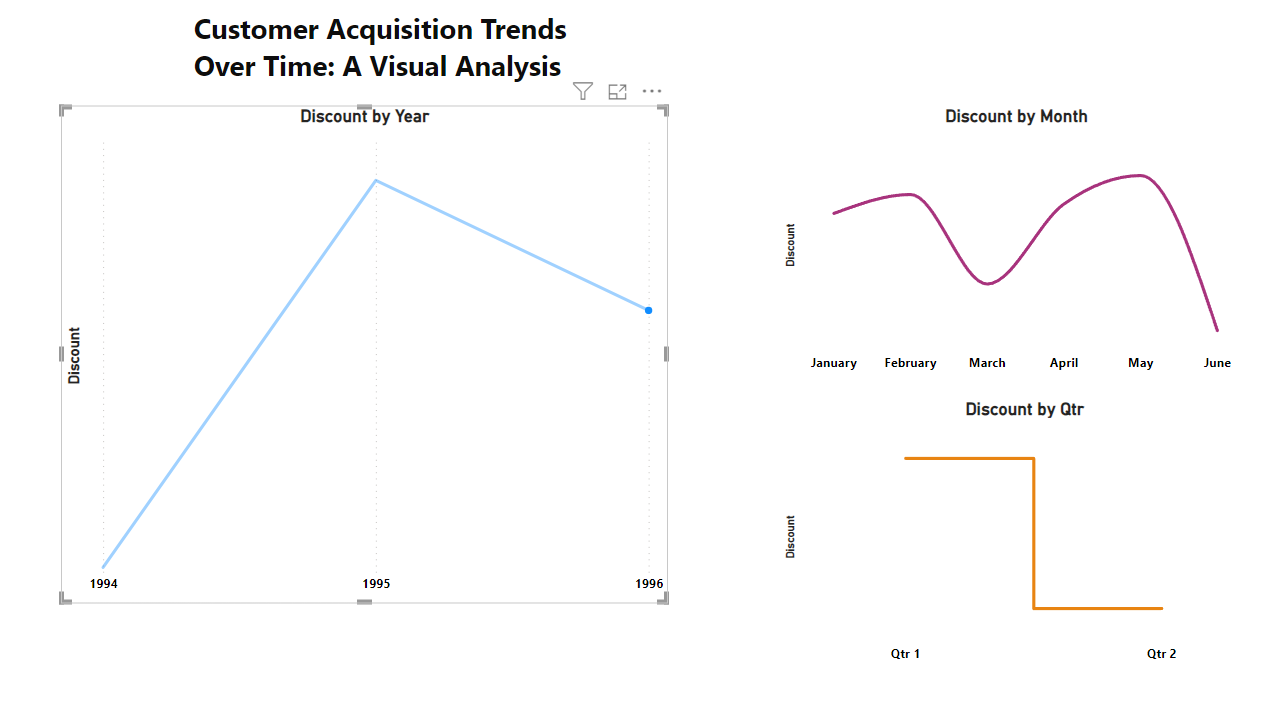 Customer Acquisition Trends
Over Time: A Visual Analysis
Discount by Year
Discount
1994 1995 1996
Discount by Month
Discount
January February March April May June
Discount by Qtr
Discount
Qtr 1 Qtr 2